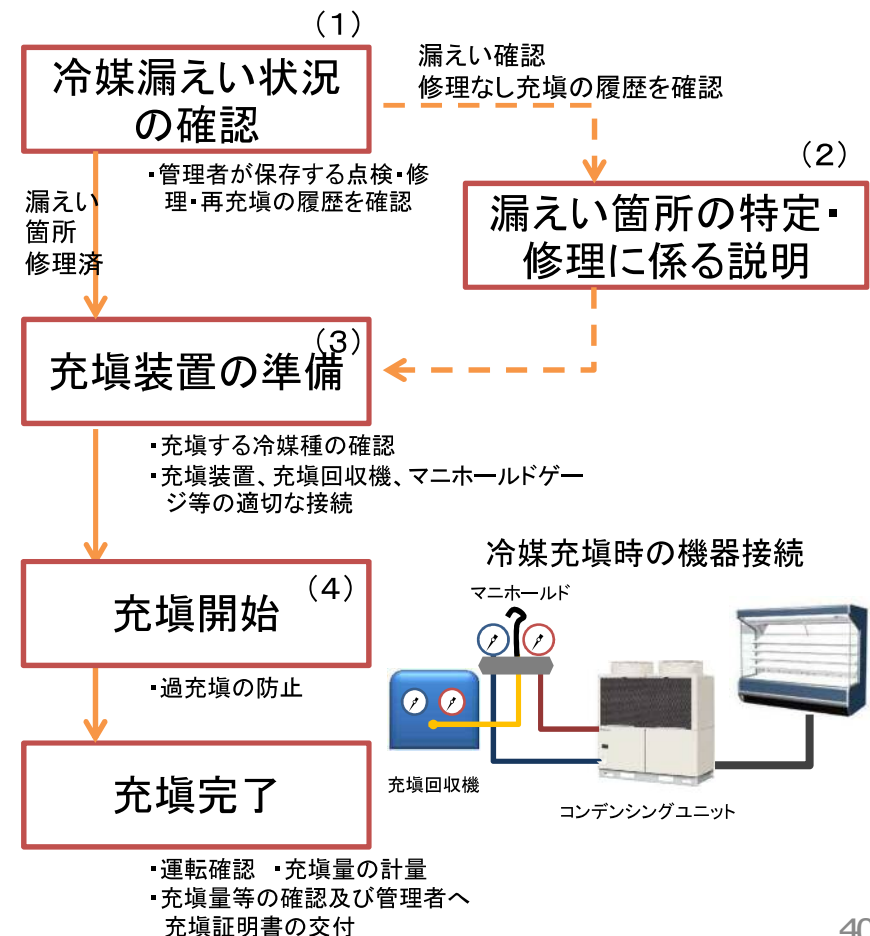 (1)
冷媒漏えい状況
の確認
漏えい確認
修理なし充塡の履歴を確認
・管理者が保存する点検・修
理・再充塡の履歴を確認
漏えい
箇所
修理済
(2)
漏えい箇所の特定・
修理に係る説明
(3)
充塡装置の準備
・充塡する冷媒種の確認
・充塡装置、充塡回収機、マニホールドゲー
ジ等の適切な接続
(4)
充塡開始
・過充塡の防止
充塡完了
・運転確認 ・充塡量の計量
・充塡量等の確認及び管理者へ
充塡証明書の交付
冷媒充塡時の機器接続
マニホールド
充塡回収機
コンデンシングユニット
40